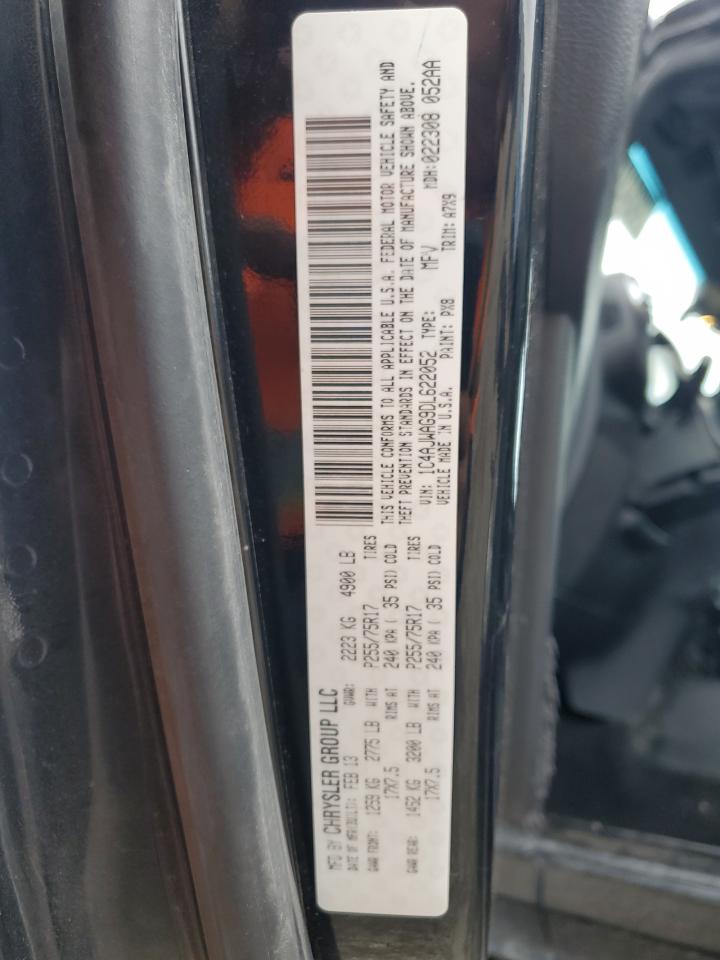 MFD BY CHRYSLER GROUP LLC
DATE OF MFR(BUILT): FEB 13 GVWR: 2223 KG 4900 LB
GAWR FRONT: 1259 KG 2775 LB WITH P255/75R17 TIRES
17X7.5 RIMS AT 240 KPA ( 35 PSI) COLD
GAWR REAR: 1452 KG 3200 LB WITH P255/75R17 TIRES
17X7.5 RIMS AT 240 KPA ( 35 PSI) COLD
THIS VEHICLE CONFORMS TO ALL APPLICABLE U.S.A. FEDERAL MOTOR VEHICLE SAFETY AND
THEFT PREVENTION STANDARDS IN EFFECT ON THE DATE OF MANUFACTURE SHOWN ABOVE.
VIN: 1C4AJWAG9DL622052 TYPE: MFV MDH:022308 052AA
VEHICLE MADE IN U.S.A. PAINT: PX8 TRIM: A7X9